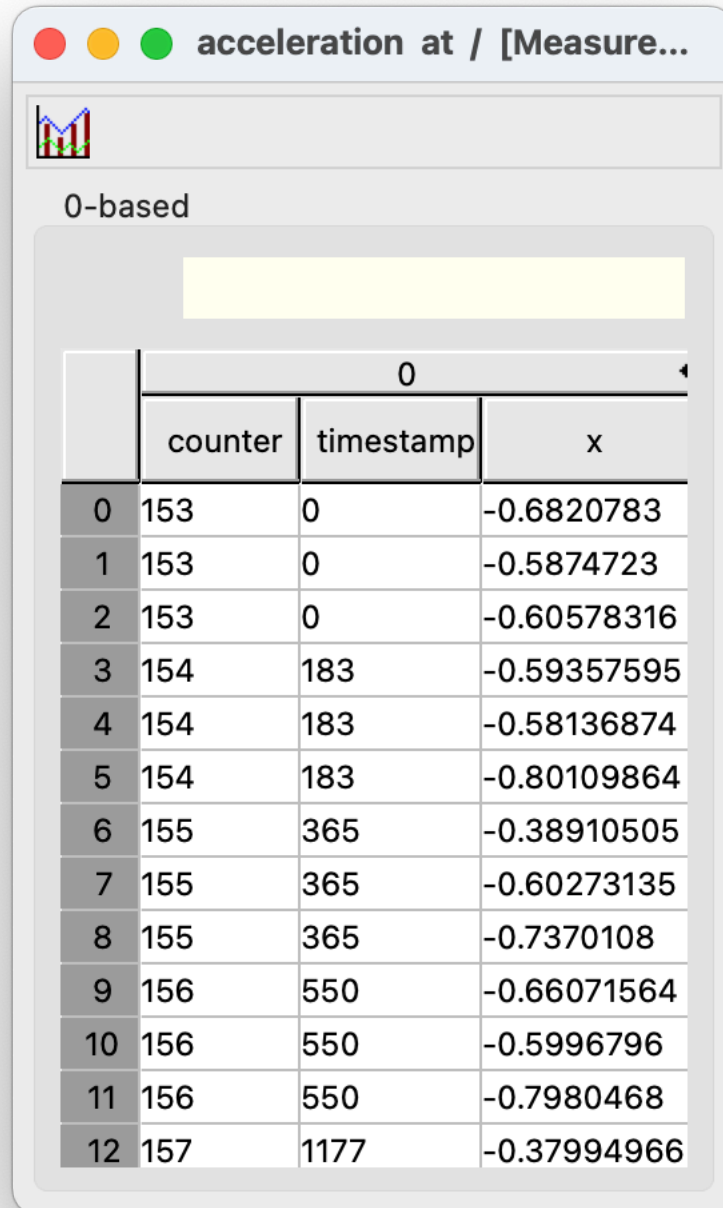 acceleration at / [Measure...
0-based
0
counter timestamp x
0 153 0 -0.6820783
1 153 0 -0.5874723
2 153 0 -0.60578316
3 154 183 -0.59357595
4 154 183 -0.58136874
5 154 183 -0.80109864
6 155 365 -0.38910505
7 155 365 -0.60273135
8 155 365 -0.7370108
9 156 550 -0.66071564
10 156 550 -0.5996796
11 156 550 -0.7980468
12 157 1177 -0.37994966